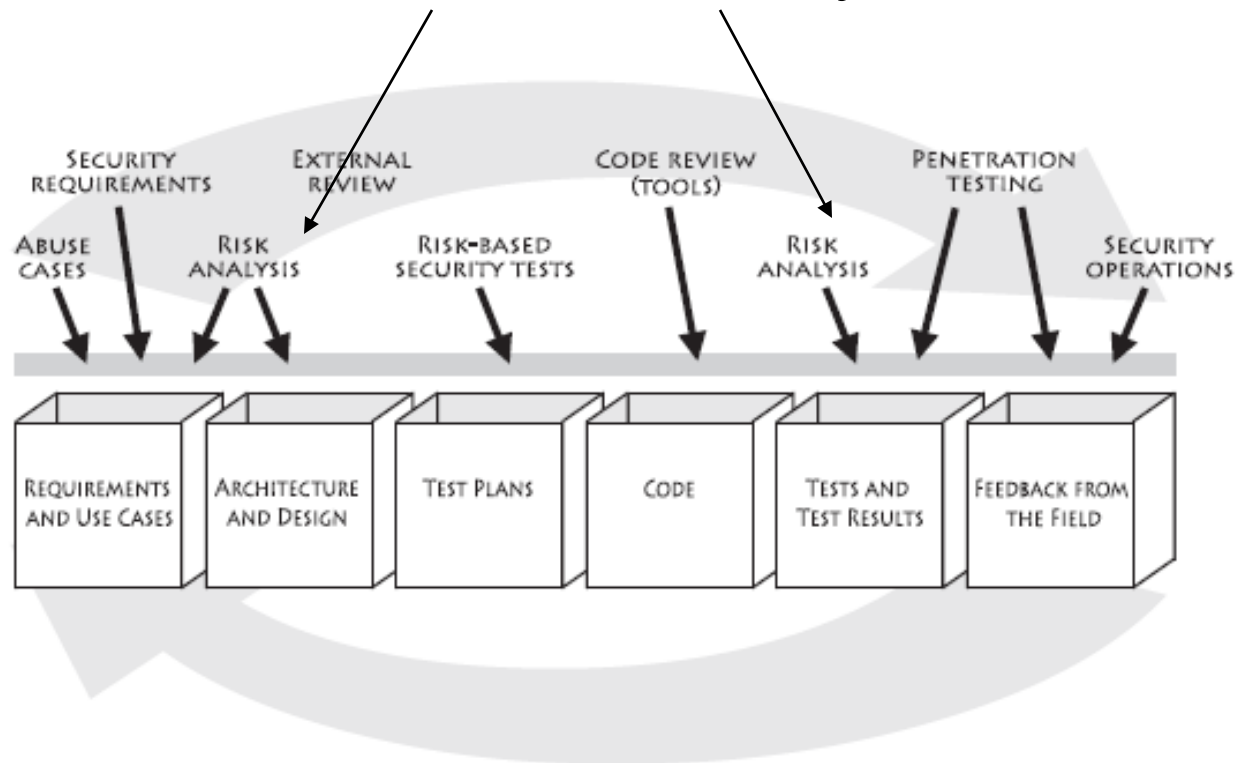 SECURITY
REQUIREMENTS
EXTERNAL
REVIEW
CODE REVIEW
(TOOLS)
PENETRATION
TESTING
ABUSE
CASES
RISK
ANALYSIS
RISK-BASED
SECURITY TESTS
RISK
ANALYSIS
SECURITY
OPERATIONS
REQUIREMENTS
AND USE CASES
ARCHITECTURE
AND DESIGN
TEST PLANS
CODE
TESTS AND
TEST RESULTS
FEEDBACK FROM
THE FIELD